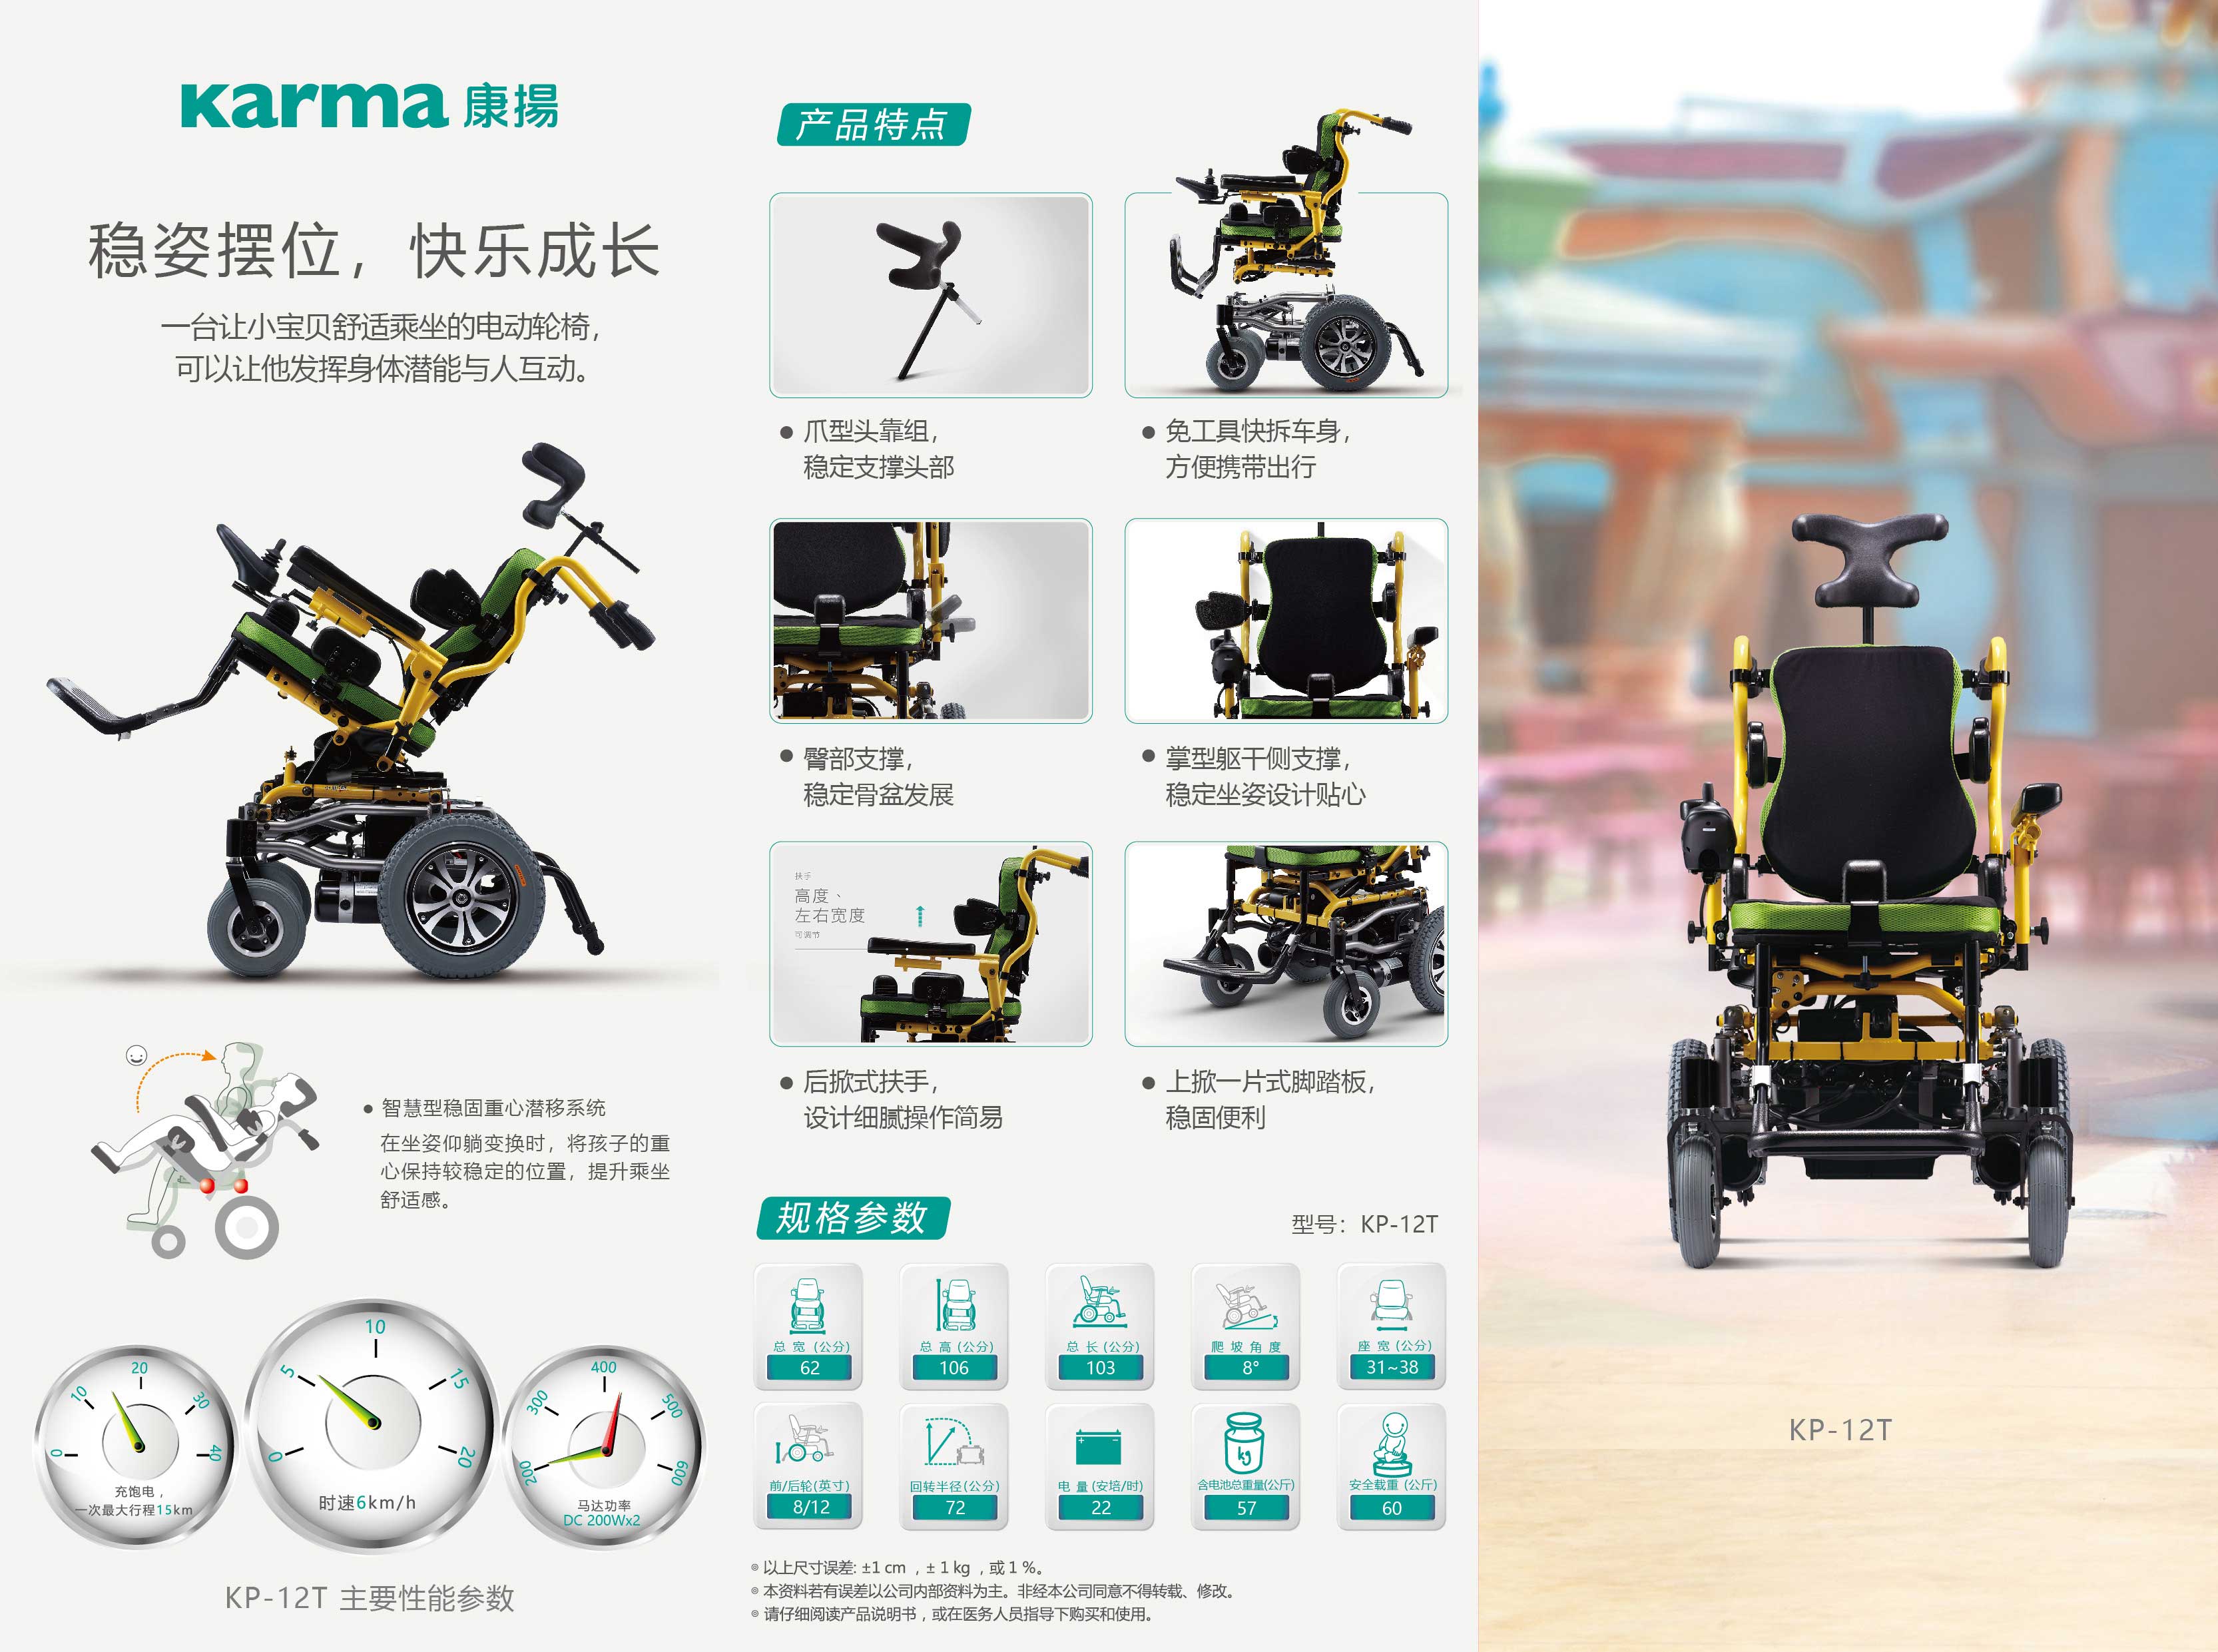 Karma 康揚
稳姿摆位，快乐成长
一台让小宝贝舒适乘坐的电动轮椅，
可以让他发挥身体潜能与人互动。
● 智慧型稳固重心潜移系统
在坐姿仰躺变换时，将孩子的重
心保持较稳定的位置，提升乘坐
舒适感。
0 10 20 30 40
充饱电，
一次最大行程15km
0 5 10 15 20
时速6km/h
200 300 400 500 600
马达功率
DC 200Wx2
KP-12T 主要性能参数
产品特点
● 爪型头靠组，
稳定支撑头部
● 免工具快拆车身，
方便携带出行
● 臀部支撑，
稳定骨盆发展
● 掌型躯干侧支撑，
稳定坐姿设计贴心
扶手
高度、
左右宽度
可调节
● 后掀式扶手，
设计细腻操作简易
● 上掀一片式脚踏板，
稳固便利
规格参数
型号：KP-12T
总宽(公分)
62
总高(公分)
106
总长(公分)
103
爬坡角度
8°
座宽(公分)
31~38
前/后轮(英寸)
8/12
回转半径(公分)
72
电量(安培/时)
22
kg
含电池总重量(公斤)
57
安全载重(公斤)
60
◎ 以上尺寸误差: ±1 cm ，± 1 kg ，或 1 %。
◎ 本资料若有误差以公司内部资料为主。非经本公司同意不得转载、修改。
◎ 请仔细阅读产品说明书，或在医务人员指导下购买和使用。
KP-12T